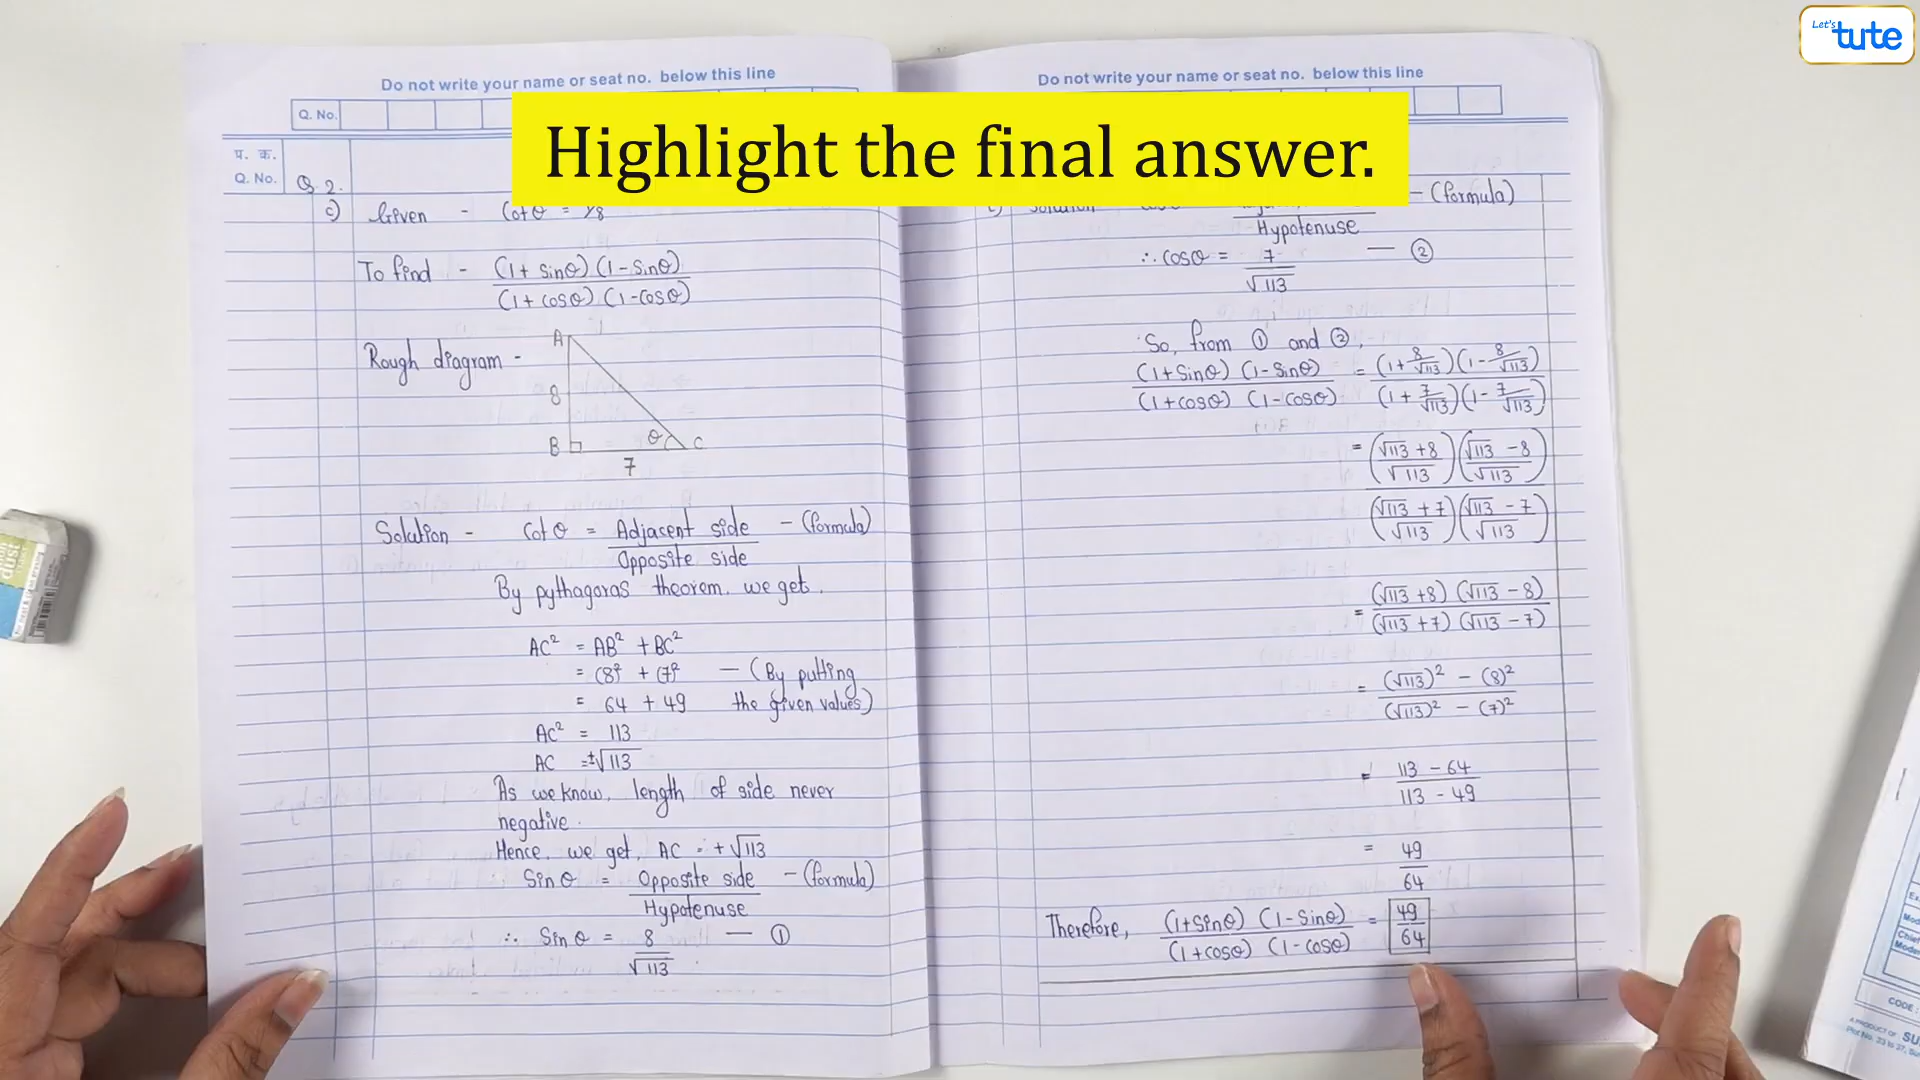 Let's tute
Do not write your name or seat no. below this line
Q. No.
प. क्र.
Q. No.
Q. 2.
c) Given - Cotθ = 7/8
To find - (1+ sinθ) (1-sinθ)
(1+cosθ) (1-cosθ)
Rough diagram -
A
8
B
θ
C
7
Solution - Cot θ = Adjacent side - (formula)
Opposite side
By pythagoras theorem. we get.
AC² = AB² + BC²
= (8)² + (7)² — (By putting
= 64 + 49 the given values)
AC² = 113
AC = ±√113
As we know, length of side never
negative.
Hence. we get, AC = +√113
∴ Sin θ = Opposite side - (formula)
Hypotenuse
∴ Sin θ = 8 — ①
√113
Highlight the final answer.
Do not write your name or seat no. below this line
- (formula)
Hypotenuse
∴ cosθ = 7 — ②
√113
So, from ① and ②,
(1+Sinθ) (1-Sinθ) = (1+8/√113)(1-8/√113)
(1+cosθ) (1-cosθ) (1+7/√113)(1-7/√113)
= (√113 +8/√113)(√113 -8/√113)
(√113 +7/√113)(√113 -7/√113)
= (√113 +8) (√113 -8)
(√113 +7) (√113 -7)
= (√113)² - (8)²
(√113)² - (7)²
= 113 - 64
113 - 49
= 49
64
Therefore, (1+sinθ) (1-Sinθ) = 49
(1+cosθ) (1-cosθ) 64
dust
CODE :
A PRODUCT OF SU